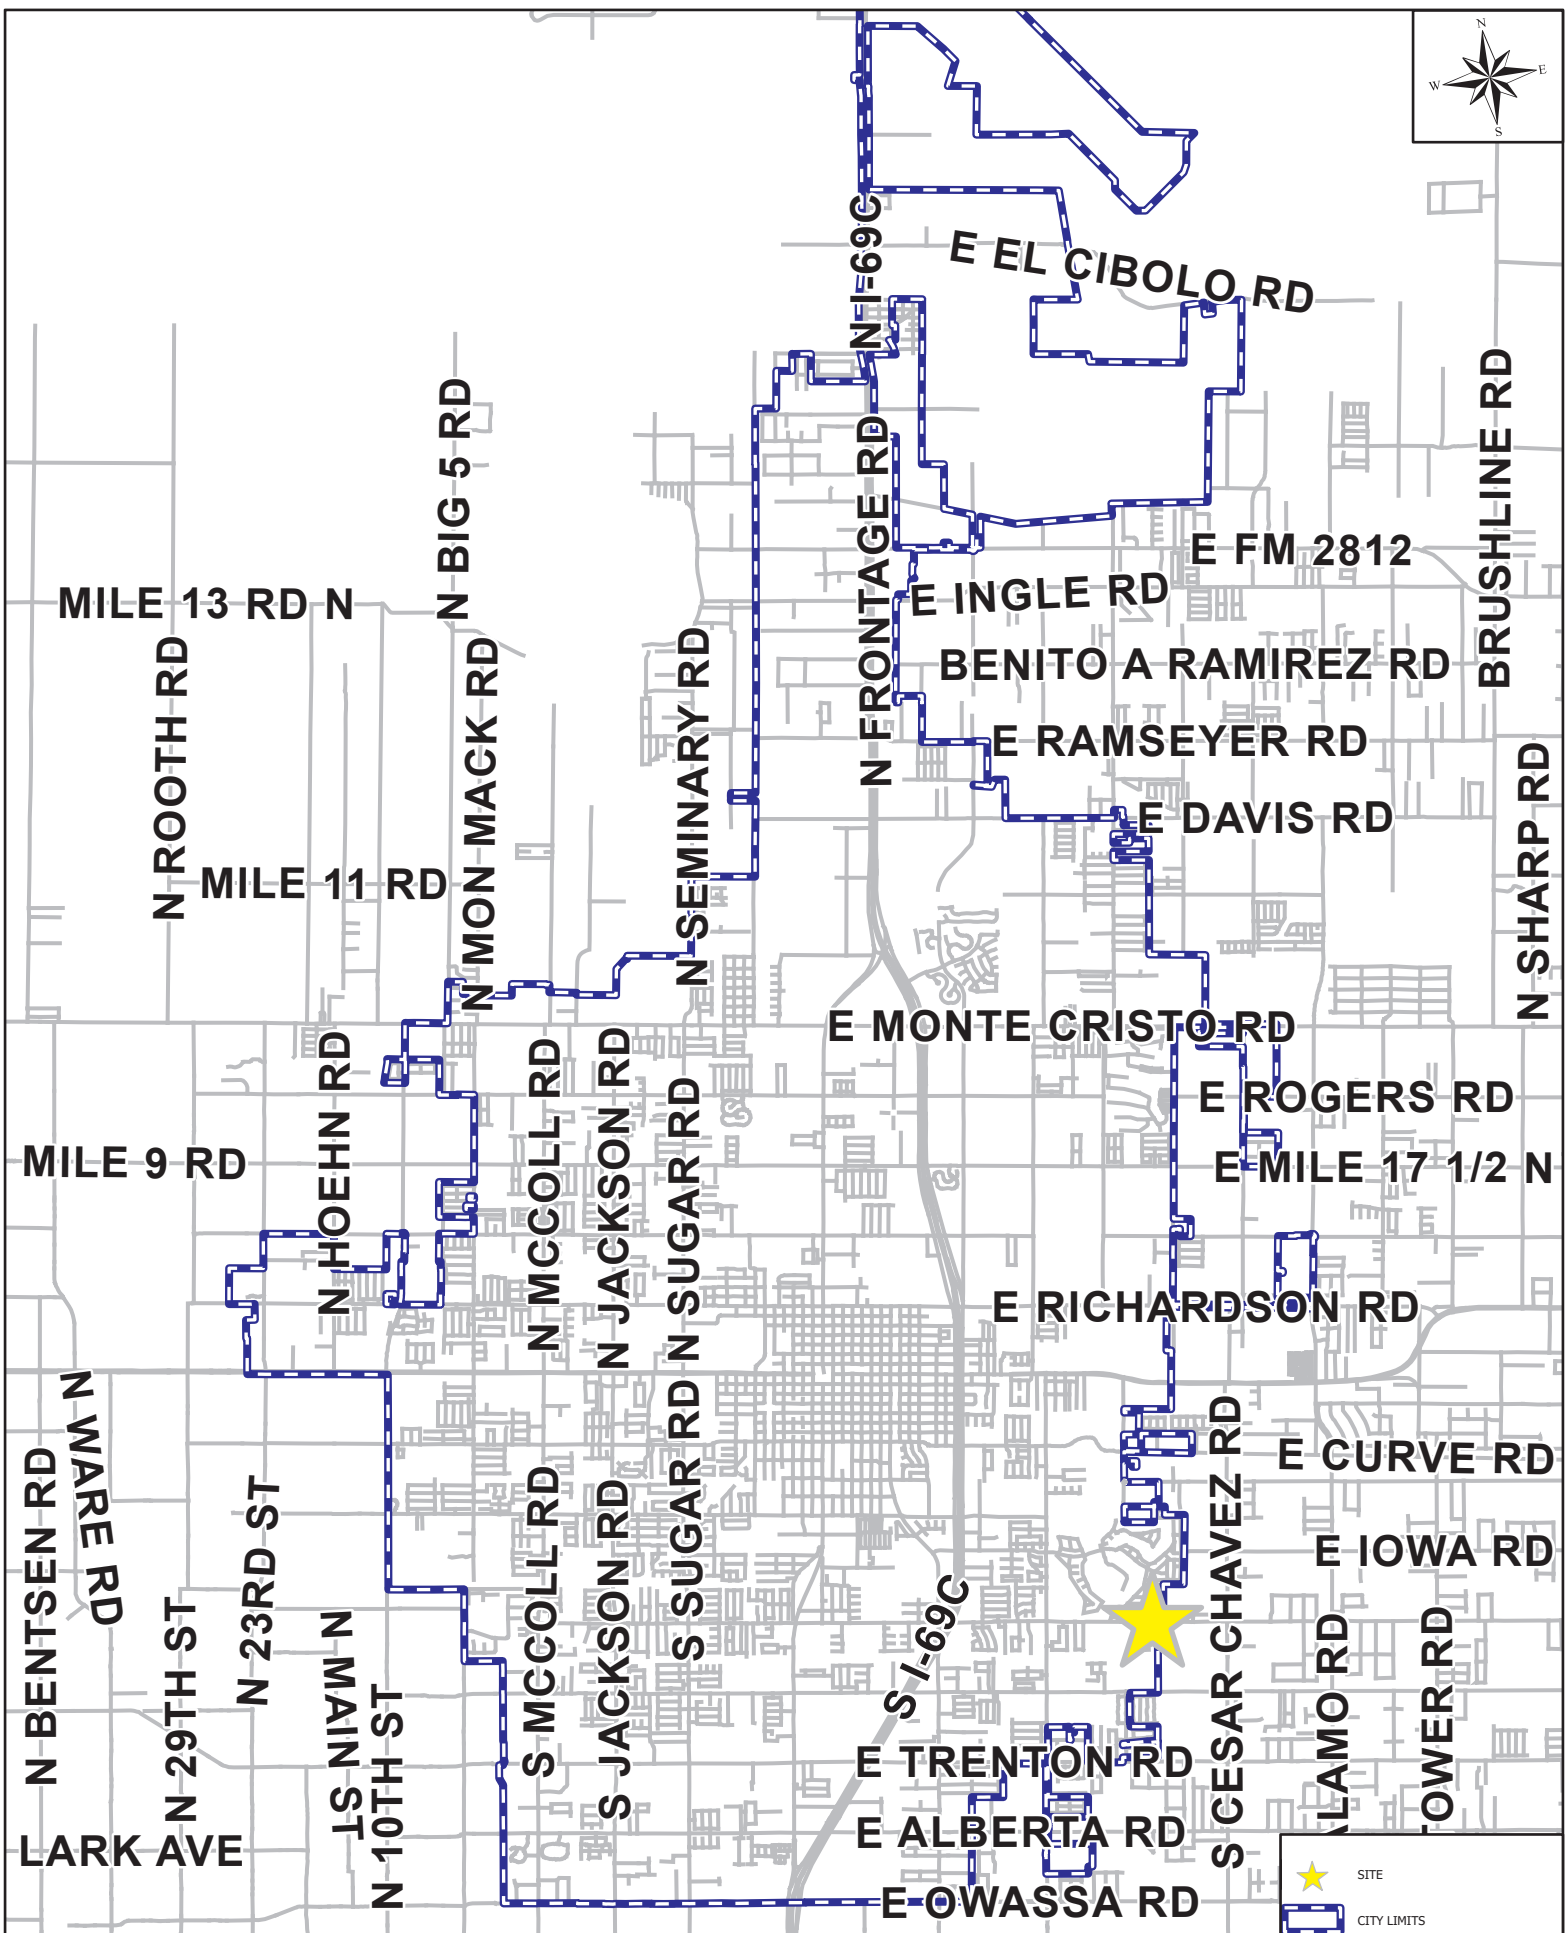 N
W
E
S
N I-69C
E EL CIBOLO RD
N BIG 5 RD
BRUSHLINE RD
N FRONTAGE RD
E FM 2812
MILE 13 RD N
E INGLE RD
N ROOTH RD
N MON MACK RD
N SEMINARY RD
BENITO A RAMIREZ RD
E RAMSEYER RD
N SHARP RD
E DAVIS RD
MILE 11 RD
E MONTE CRISTO RD
N HOEHN RD
N MCCOLL RD
N JACKSON RD
N SUGAR RD
E ROGERS RD
MILE 9 RD
E MILE 17 1/2 N
E RICHARDSON RD
N WARE RD
N BENTSEN RD
S SUGAR RD
S CESAR CHAVEZ RD
E CURVE RD
N 23RD ST
S MCCOLL RD
S JACKSON RD
E IOWA RD
N 29TH ST
N MAIN ST
N 10TH ST
S I-69C
ALAMO RD
TOWER RD
E TRENTON RD
E ALBERTA RD
LARK AVE
E OWASSA RD
SITE
CITY LIMITS